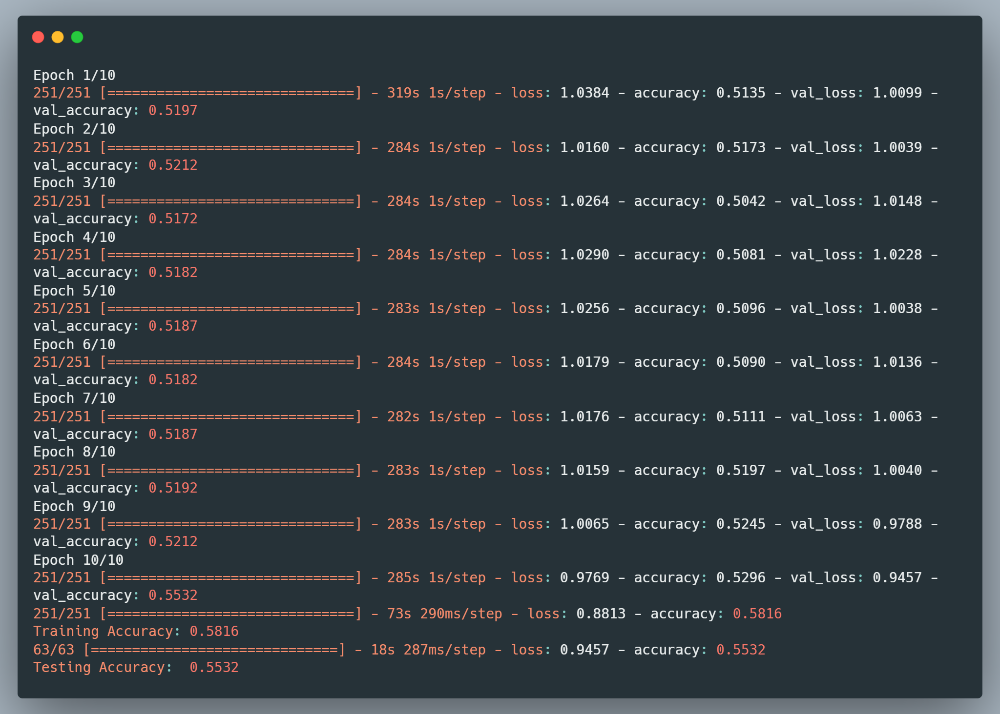 Epoch 1/10
251/251 [==============================] - 319s 1s/step - loss: 1.0384 - accuracy: 0.5135 - val_loss: 1.0099 -
val_accuracy: 0.5197
Epoch 2/10
251/251 [==============================] - 284s 1s/step - loss: 1.0160 - accuracy: 0.5173 - val_loss: 1.0039 -
val_accuracy: 0.5212
Epoch 3/10
251/251 [==============================] - 284s 1s/step - loss: 1.0264 - accuracy: 0.5042 - val_loss: 1.0148 -
val_accuracy: 0.5172
Epoch 4/10
251/251 [==============================] - 284s 1s/step - loss: 1.0290 - accuracy: 0.5081 - val_loss: 1.0228 -
val_accuracy: 0.5182
Epoch 5/10
251/251 [==============================] - 283s 1s/step - loss: 1.0256 - accuracy: 0.5096 - val_loss: 1.0038 -
val_accuracy: 0.5187
Epoch 6/10
251/251 [==============================] - 284s 1s/step - loss: 1.0179 - accuracy: 0.5090 - val_loss: 1.0136 -
val_accuracy: 0.5182
Epoch 7/10
251/251 [==============================] - 282s 1s/step - loss: 1.0176 - accuracy: 0.5111 - val_loss: 1.0063 -
val_accuracy: 0.5187
Epoch 8/10
251/251 [==============================] - 283s 1s/step - loss: 1.0159 - accuracy: 0.5197 - val_loss: 1.0040 -
val_accuracy: 0.5192
Epoch 9/10
251/251 [==============================] - 283s 1s/step - loss: 1.0065 - accuracy: 0.5245 - val_loss: 0.9788 -
val_accuracy: 0.5212
Epoch 10/10
251/251 [==============================] - 285s 1s/step - loss: 0.9769 - accuracy: 0.5296 - val_loss: 0.9457 -
val_accuracy: 0.5532
251/251 [==============================] - 73s 290ms/step - loss: 0.8813 - accuracy: 0.5816
Training Accuracy: 0.5816
63/63 [==============================] - 18s 287ms/step - loss: 0.9457 - accuracy: 0.5532
Testing Accuracy:  0.5532